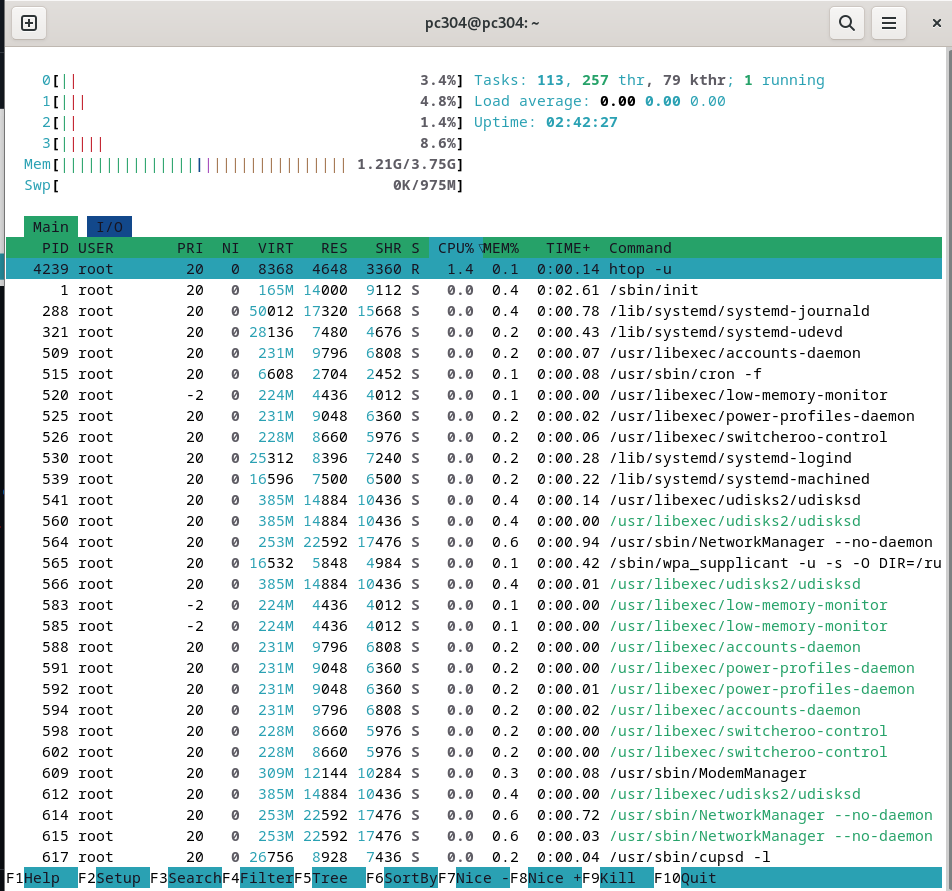 pc304@pc304: ~
0[|| 3.4%] Tasks: 113, 257 thr, 79 kthr; 1 running
1[||| 4.8%] Load average: 0.00 0.00 0.00
2[|| 1.4%] Uptime: 02:42:27
3[||||| 8.6%]
Mem[|||||||||||||||||||||||||||||||| 1.21G/3.75G]
Swp[ 0K/975M]
Main I/O
PID USER PRI NI VIRT RES SHR S CPU%▽MEM% TIME+ Command
4239 root 20 0 8368 4648 3360 R 1.4 0.1 0:00.14 htop -u
1 root 20 0 165M 14000 9112 S 0.0 0.4 0:02.61 /sbin/init
288 root 20 0 50012 17320 15668 S 0.0 0.4 0:00.78 /lib/systemd/systemd-journald
321 root 20 0 28136 7480 4676 S 0.0 0.2 0:00.43 /lib/systemd/systemd-udevd
509 root 20 0 231M 9796 6808 S 0.0 0.2 0:00.07 /usr/libexec/accounts-daemon
515 root 20 0 6608 2704 2452 S 0.0 0.1 0:00.08 /usr/sbin/cron -f
520 root -2 0 224M 4436 4012 S 0.0 0.1 0:00.00 /usr/libexec/low-memory-monitor
525 root 20 0 231M 9048 6360 S 0.0 0.2 0:00.02 /usr/libexec/power-profiles-daemon
526 root 20 0 228M 8660 5976 S 0.0 0.2 0:00.06 /usr/libexec/switcheroo-control
530 root 20 0 25312 8396 7240 S 0.0 0.2 0:00.28 /lib/systemd/systemd-logind
539 root 20 0 16596 7500 6500 S 0.0 0.2 0:00.22 /lib/systemd/systemd-machined
541 root 20 0 385M 14884 10436 S 0.0 0.4 0:00.14 /usr/libexec/udisks2/udisksd
560 root 20 0 385M 14884 10436 S 0.0 0.4 0:00.00 /usr/libexec/udisks2/udisksd
564 root 20 0 253M 22592 17476 S 0.0 0.6 0:00.94 /usr/sbin/NetworkManager --no-daemon
565 root 20 0 16532 5848 4984 S 0.0 0.2 0:00.42 /sbin/wpa_supplicant -u -s -O DIR=/ru
566 root 20 0 385M 14884 10436 S 0.0 0.4 0:00.01 /usr/libexec/udisks2/udisksd
583 root -2 0 224M 4436 4012 S 0.0 0.1 0:00.00 /usr/libexec/low-memory-monitor
585 root -2 0 224M 4436 4012 S 0.0 0.1 0:00.00 /usr/libexec/low-memory-monitor
588 root 20 0 231M 9796 6808 S 0.0 0.2 0:00.00 /usr/libexec/accounts-daemon
591 root 20 0 231M 9048 6360 S 0.0 0.2 0:00.00 /usr/libexec/power-profiles-daemon
592 root 20 0 231M 9048 6360 S 0.0 0.2 0:00.01 /usr/libexec/power-profiles-daemon
594 root 20 0 231M 9796 6808 S 0.0 0.2 0:00.02 /usr/libexec/accounts-daemon
598 root 20 0 228M 8660 5976 S 0.0 0.2 0:00.00 /usr/libexec/switcheroo-control
602 root 20 0 228M 8660 5976 S 0.0 0.2 0:00.00 /usr/libexec/switcheroo-control
609 root 20 0 309M 12144 10284 S 0.0 0.3 0:00.08 /usr/sbin/ModemManager
612 root 20 0 385M 14884 10436 S 0.0 0.4 0:00.00 /usr/libexec/udisks2/udisksd
614 root 20 0 253M 22592 17476 S 0.0 0.6 0:00.72 /usr/sbin/NetworkManager --no-daemon
615 root 20 0 253M 22592 17476 S 0.0 0.6 0:00.03 /usr/sbin/NetworkManager --no-daemon
617 root 20 0 26756 8928 7436 S 0.0 0.2 0:00.04 /usr/sbin/cupsd -l
F1Help F2Setup F3SearchF4FilterF5Tree F6SortByF7Nice -F8Nice +F9Kill F10Quit